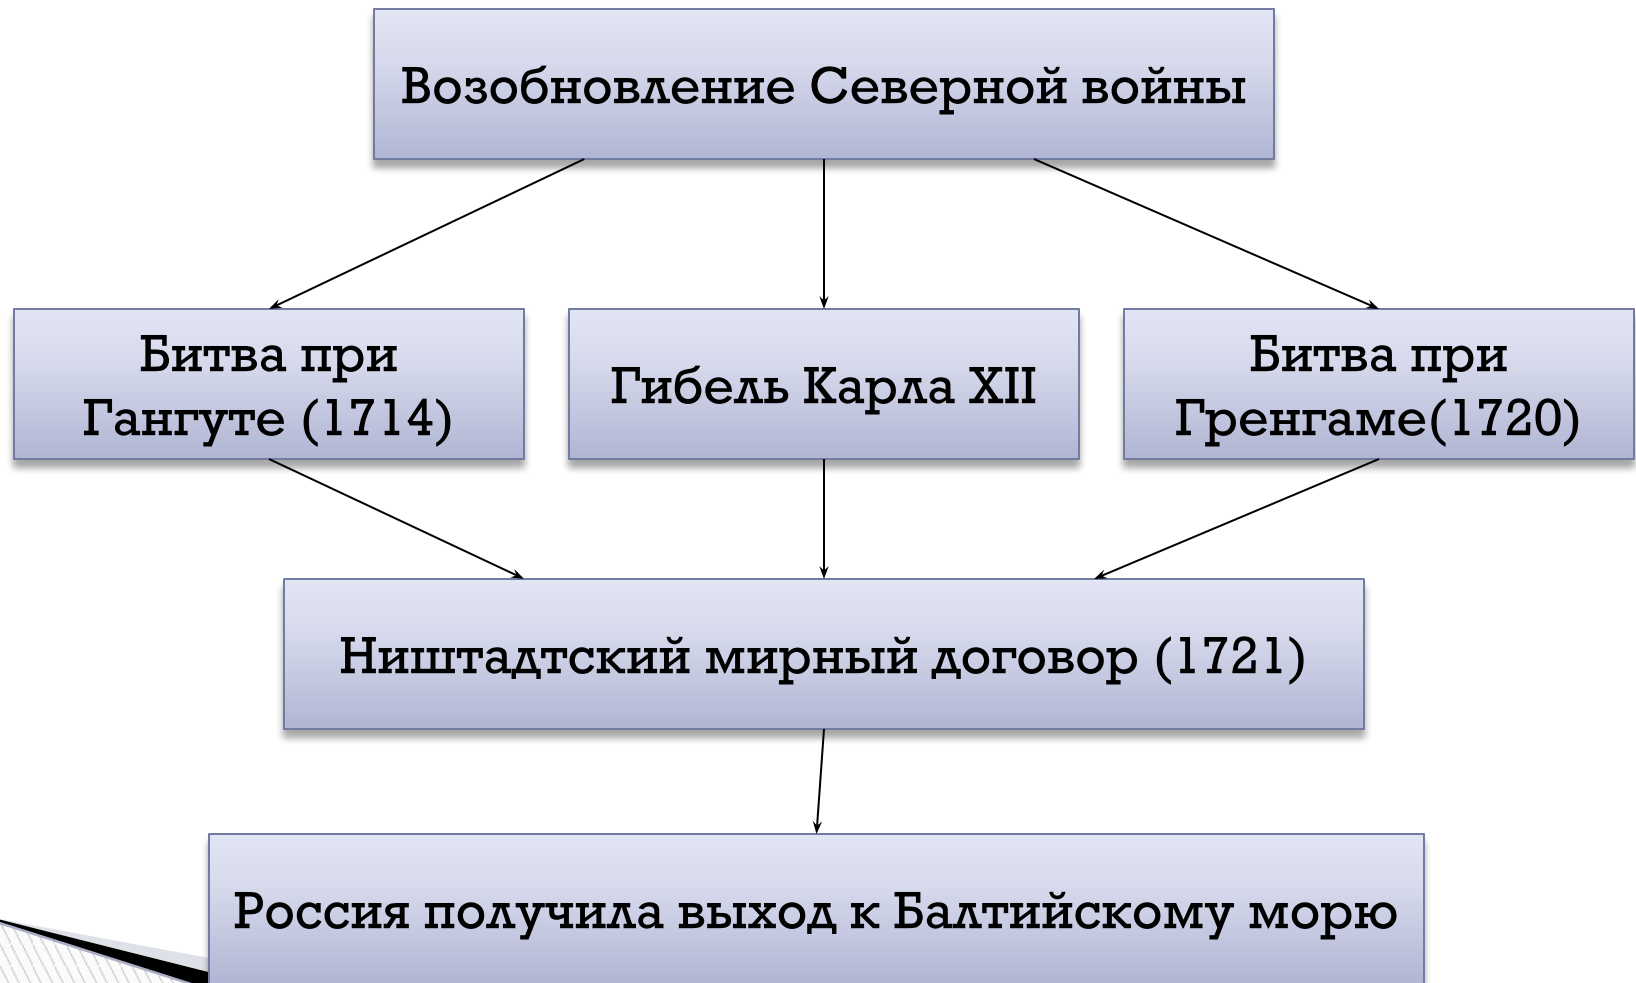 Возобновление Северной войны
Битва при
Гангуте (1714)
Гибель Карла XII
Битва при
Гренгаме(1720)
Ништадтский мирный договор (1721)
Россия получила выход к Балтийскому морю